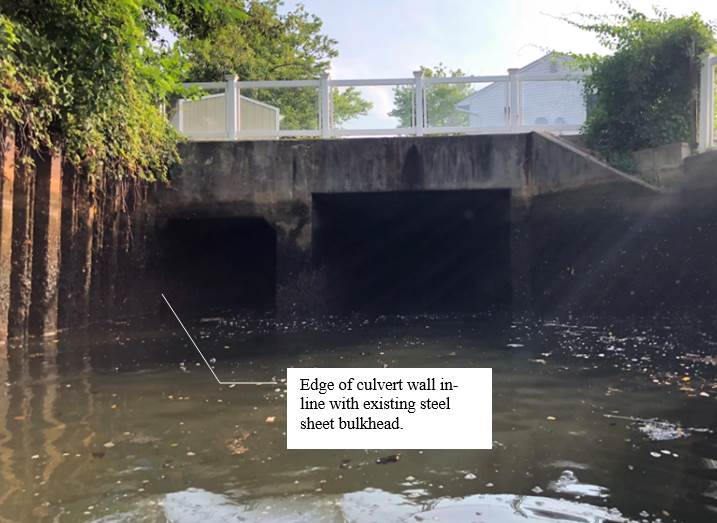 Edge of culvert wall in-
line with existing steel
sheet bulkhead.